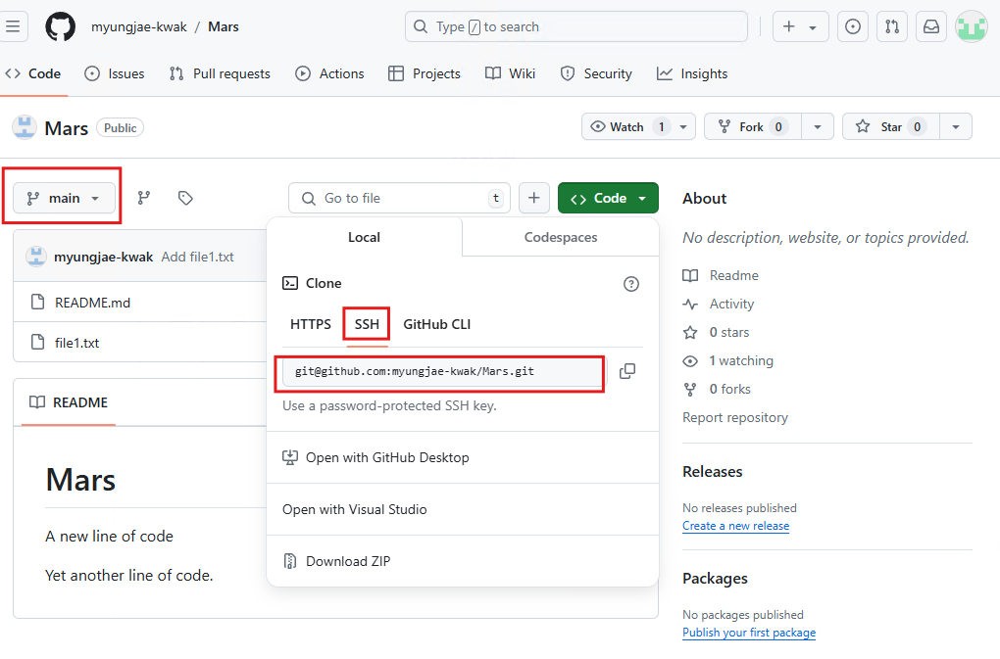 myungjae-kwak / Mars
Type / to search
Code
Issues
Pull requests
Actions
Projects
Wiki
Security
Insights
Mars Public
Watch 1
Fork 0
Star 0
main
Go to file t
Code
myungjae-kwak Add file1.txt
README.md
file1.txt
README
Mars
A new line of code
Yet another line of code.
Local Codespaces
Clone
HTTPS SSH GitHub CLI
git@github.com:myungjae-kwak/Mars.git
Use a password-protected SSH key.
Open with GitHub Desktop
Open with Visual Studio
Download ZIP
About
No description, website, or topics provided.
Readme
Activity
0 stars
1 watching
0 forks
Report repository
Releases
No releases published
Create a new release
Packages
No packages published
Publish your first package